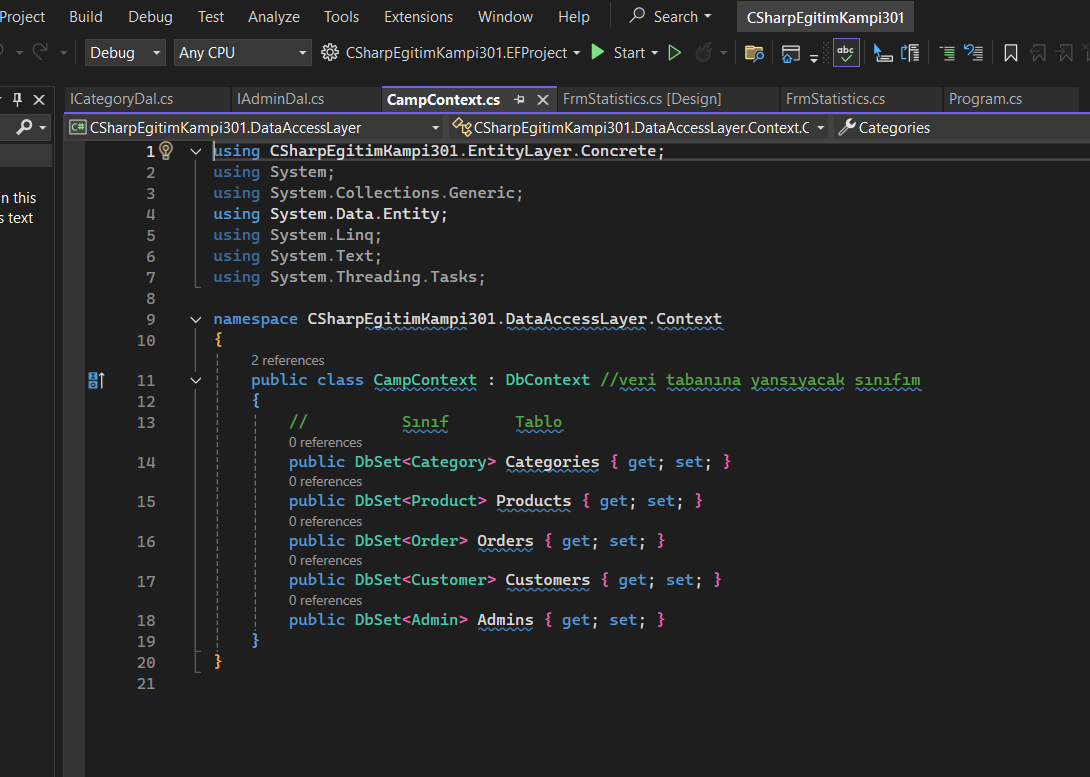 Project Build Debug Test Analyze Tools Extensions Window Help Search CSharpEgitimKampi301
Debug Any CPU CSharpEgitimKampi301.EFProject Start abc
ICategoryDal.cs IAdminDal.cs CampContext.cs FrmStatistics.cs [Design] FrmStatistics.cs Program.cs
C# CSharpEgitimKampi301.DataAccessLayer CSharpEgitimKampi301.DataAccessLayer.Context.C Categories
n this
s text
1 using CSharpEgitimKampi301.EntityLayer.Concrete;
2 using System;
3 using System.Collections.Generic;
4 using System.Data.Entity;
5 using System.Linq;
6 using System.Text;
7 using System.Threading.Tasks;
8
9 namespace CSharpEgitimKampi301.DataAccessLayer.Context
10 {
2 references
11 public class CampContext : DbContext //veri tabanına yansıyacak sınıfım
12 {
13 // Sınıf Tablo
0 references
14 public DbSet<Category> Categories { get; set; }
0 references
15 public DbSet<Product> Products { get; set; }
0 references
16 public DbSet<Order> Orders { get; set; }
0 references
17 public DbSet<Customer> Customers { get; set; }
0 references
18 public DbSet<Admin> Admins { get; set; }
19 }
20 }
21